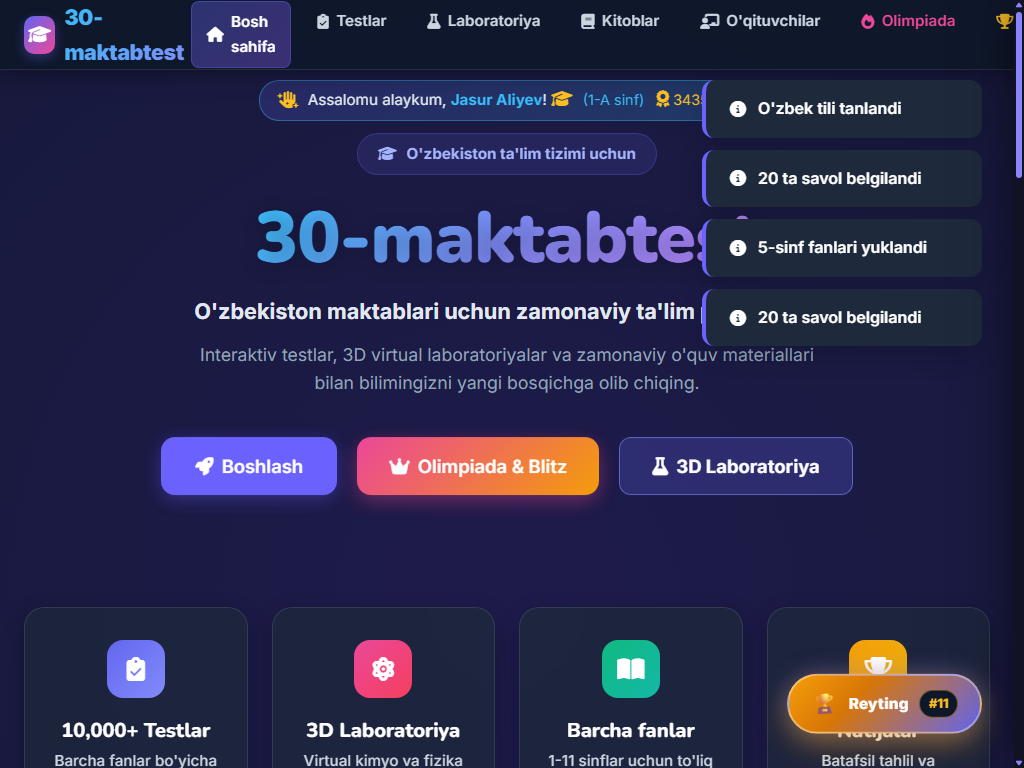 30-
maktabtest
Bosh
sahifa
Testlar
Laboratoriya
Kitoblar
O'qituvchilar
Olimpiada
Assalomu alaykum, Jasur Aliyev! (1-A sinf) 343
O'zbekiston ta'lim tizimi uchun
O'zbek tili tanlandi
20 ta savol belgilandi
5-sinf fanlari yuklandi
20 ta savol belgilandi
30-maktabtes
O'zbekiston maktablari uchun zamonaviy ta'lim
Interaktiv testlar, 3D virtual laboratoriyalar va zamonaviy o'quv materiallari
bilan bilimingizni yangi bosqichga olib chiqing.
Boshlash
Olimpiada & Blitz
3D Laboratoriya
10,000+ Testlar
Barcha fanlar bo'yicha
3D Laboratoriya
Virtual kimyo va fizika
Barcha fanlar
1-11 sinflar uchun to'liq
Reyting #11
Natijalar
Batafsil tahlil va